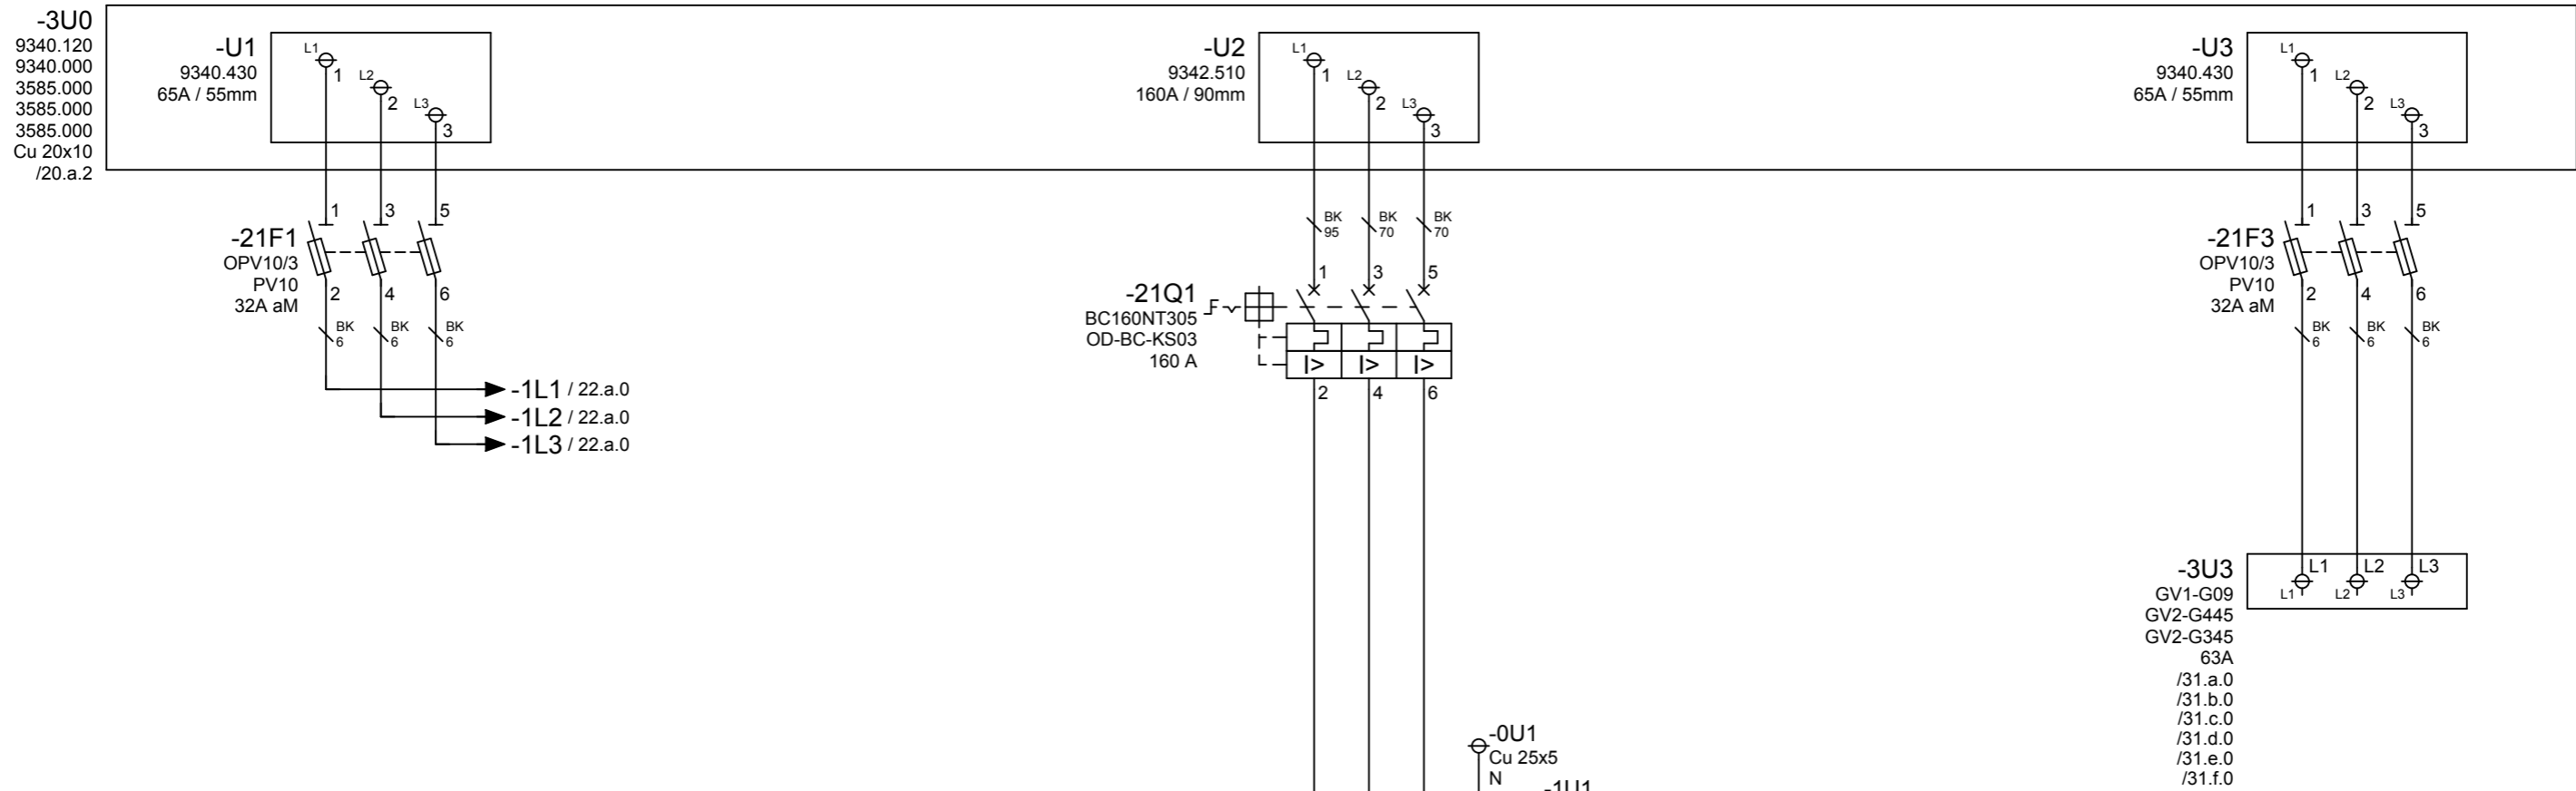 -3U0
9340.120
9340.000
3585.000
3585.000
3585.000
Cu 20x10
/20.a.2
-U1
9340.430
65A / 55mm
L1
1
L2
2
L3
3
-U2
9342.510
160A / 90mm
L1
1
L2
2
L3
3
-U3
9340.430
65A / 55mm
L1
1
L2
2
L3
3
-21F1
OPV10/3
PV10
32A aM
1 3 5
2 4 6
BK BK BK
6 6 6
-1L1 / 22.a.0
-1L2 / 22.a.0
-1L3 / 22.a.0
BK BK BK
95 70 70
-21Q1
BC160NT305
OD-BC-KS03
160 A
1 3 5
I> I> I>
2 4 6
-21F3
OPV10/3
PV10
32A aM
1 3 5
2 4 6
BK BK BK
6 6 6
-3U3
GV1-G09
GV2-G445
GV2-G345
63A
/31.a.0
/31.b.0
/31.c.0
/31.d.0
/31.e.0
/31.f.0
L1 L2 L3
L1 L2 L3
-0U1
Cu 25x5
N
-1U1